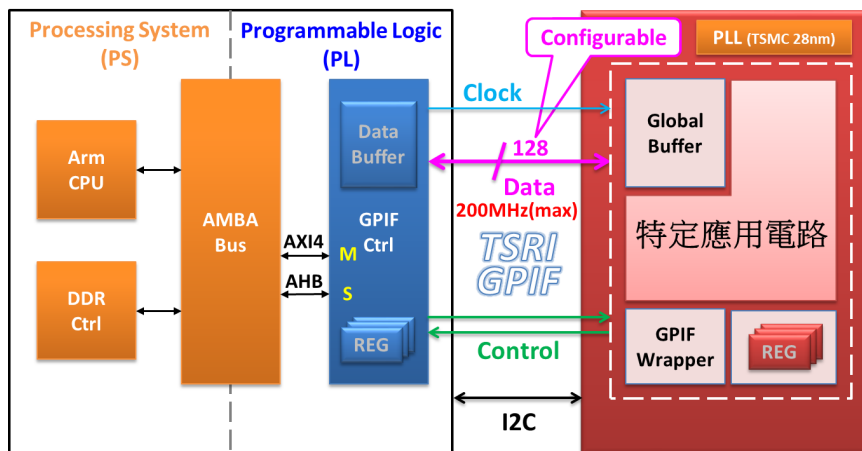 Processing System
(PS)
Programmable Logic
(PL)
Configurable
PLL (TSMC 28nm)
Arm
CPU
DDR
Ctrl
AMBA
Bus
AXI4
AHB
Data
Buffer
GPIF
Ctrl
M
S
REG
Clock
128
Data
200MHz(max)
TSRI
GPIF
Control
I2C
Global
Buffer
特定應用電路
GPIF
Wrapper
REG